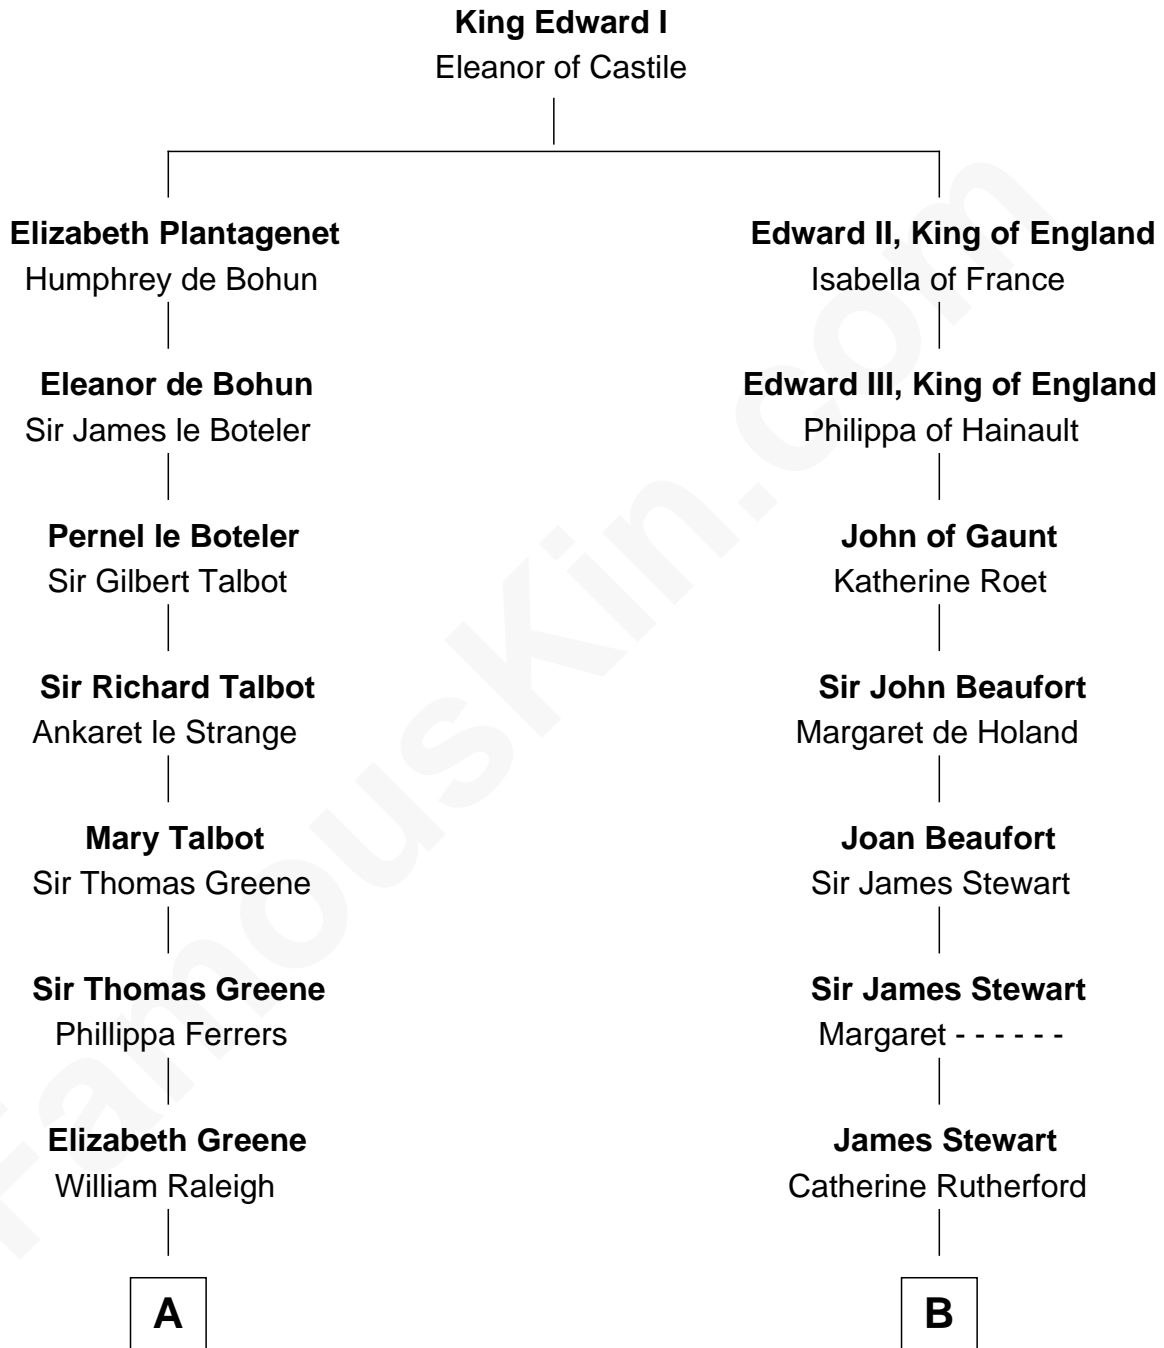 King Edward I
Eleanor of Castile
Elizabeth Plantagenet
Humphrey de Bohun
Edward II, King of England
Isabella of France
Eleanor de Bohun
Sir James le Boteler
Edward III, King of England
Philippa of Hainault
Pernel le Boteler
Sir Gilbert Talbot
John of Gaunt
Katherine Roet
Sir Richard Talbot
Ankaret le Strange
Sir John Beaufort
Margaret de Holand
Mary Talbot
Sir Thomas Greene
Joan Beaufort
Sir James Stewart
Sir Thomas Greene
Phillippa Ferrers
Sir James Stewart
Margaret - - - - - -
Elizabeth Greene
William Raleigh
James Stewart
Catherine Rutherford
A
B
FamousKin.com